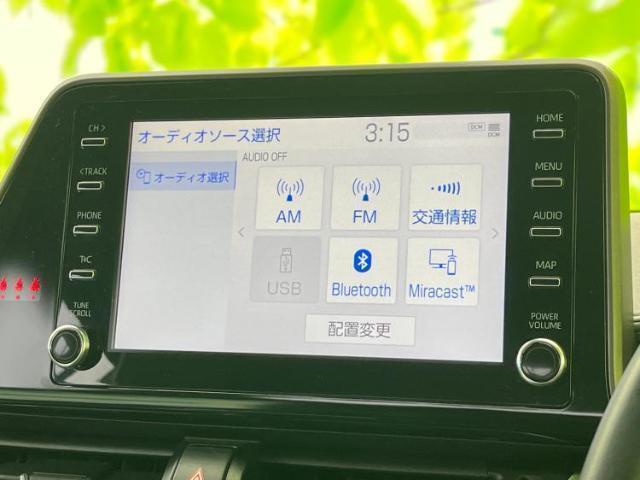 CH >
< TRACK
PHONE
T∿C
TUNE
SCROLL
オーディオソース選択
3:15
DCM
DCM
オーディオ選択
AUDIO OFF
AM
FM
交通情報
USB
Bluetooth
Miracast™
配置変更
HOME
MENU
AUDIO
MAP
POWER
VOLUME